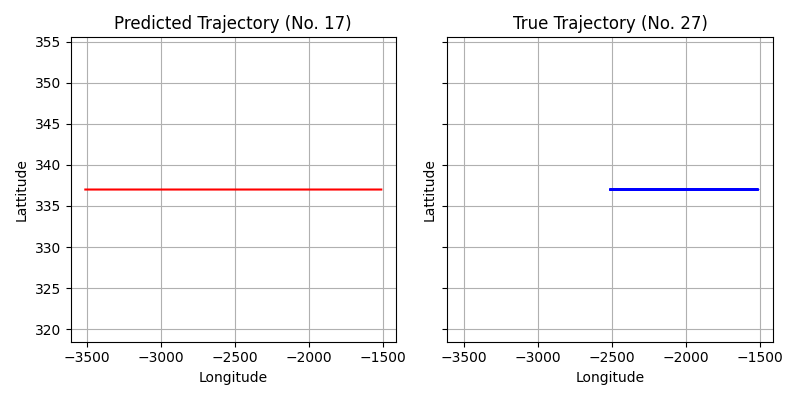 Predicted Trajectory (No. 17)
True Trajectory (No. 27)
355
350
345
340
335
330
325
320
Lattitude
Lattitude
−3500 −3000 −2500 −2000 −1500
−3500 −3000 −2500 −2000 −1500
Longitude
Longitude